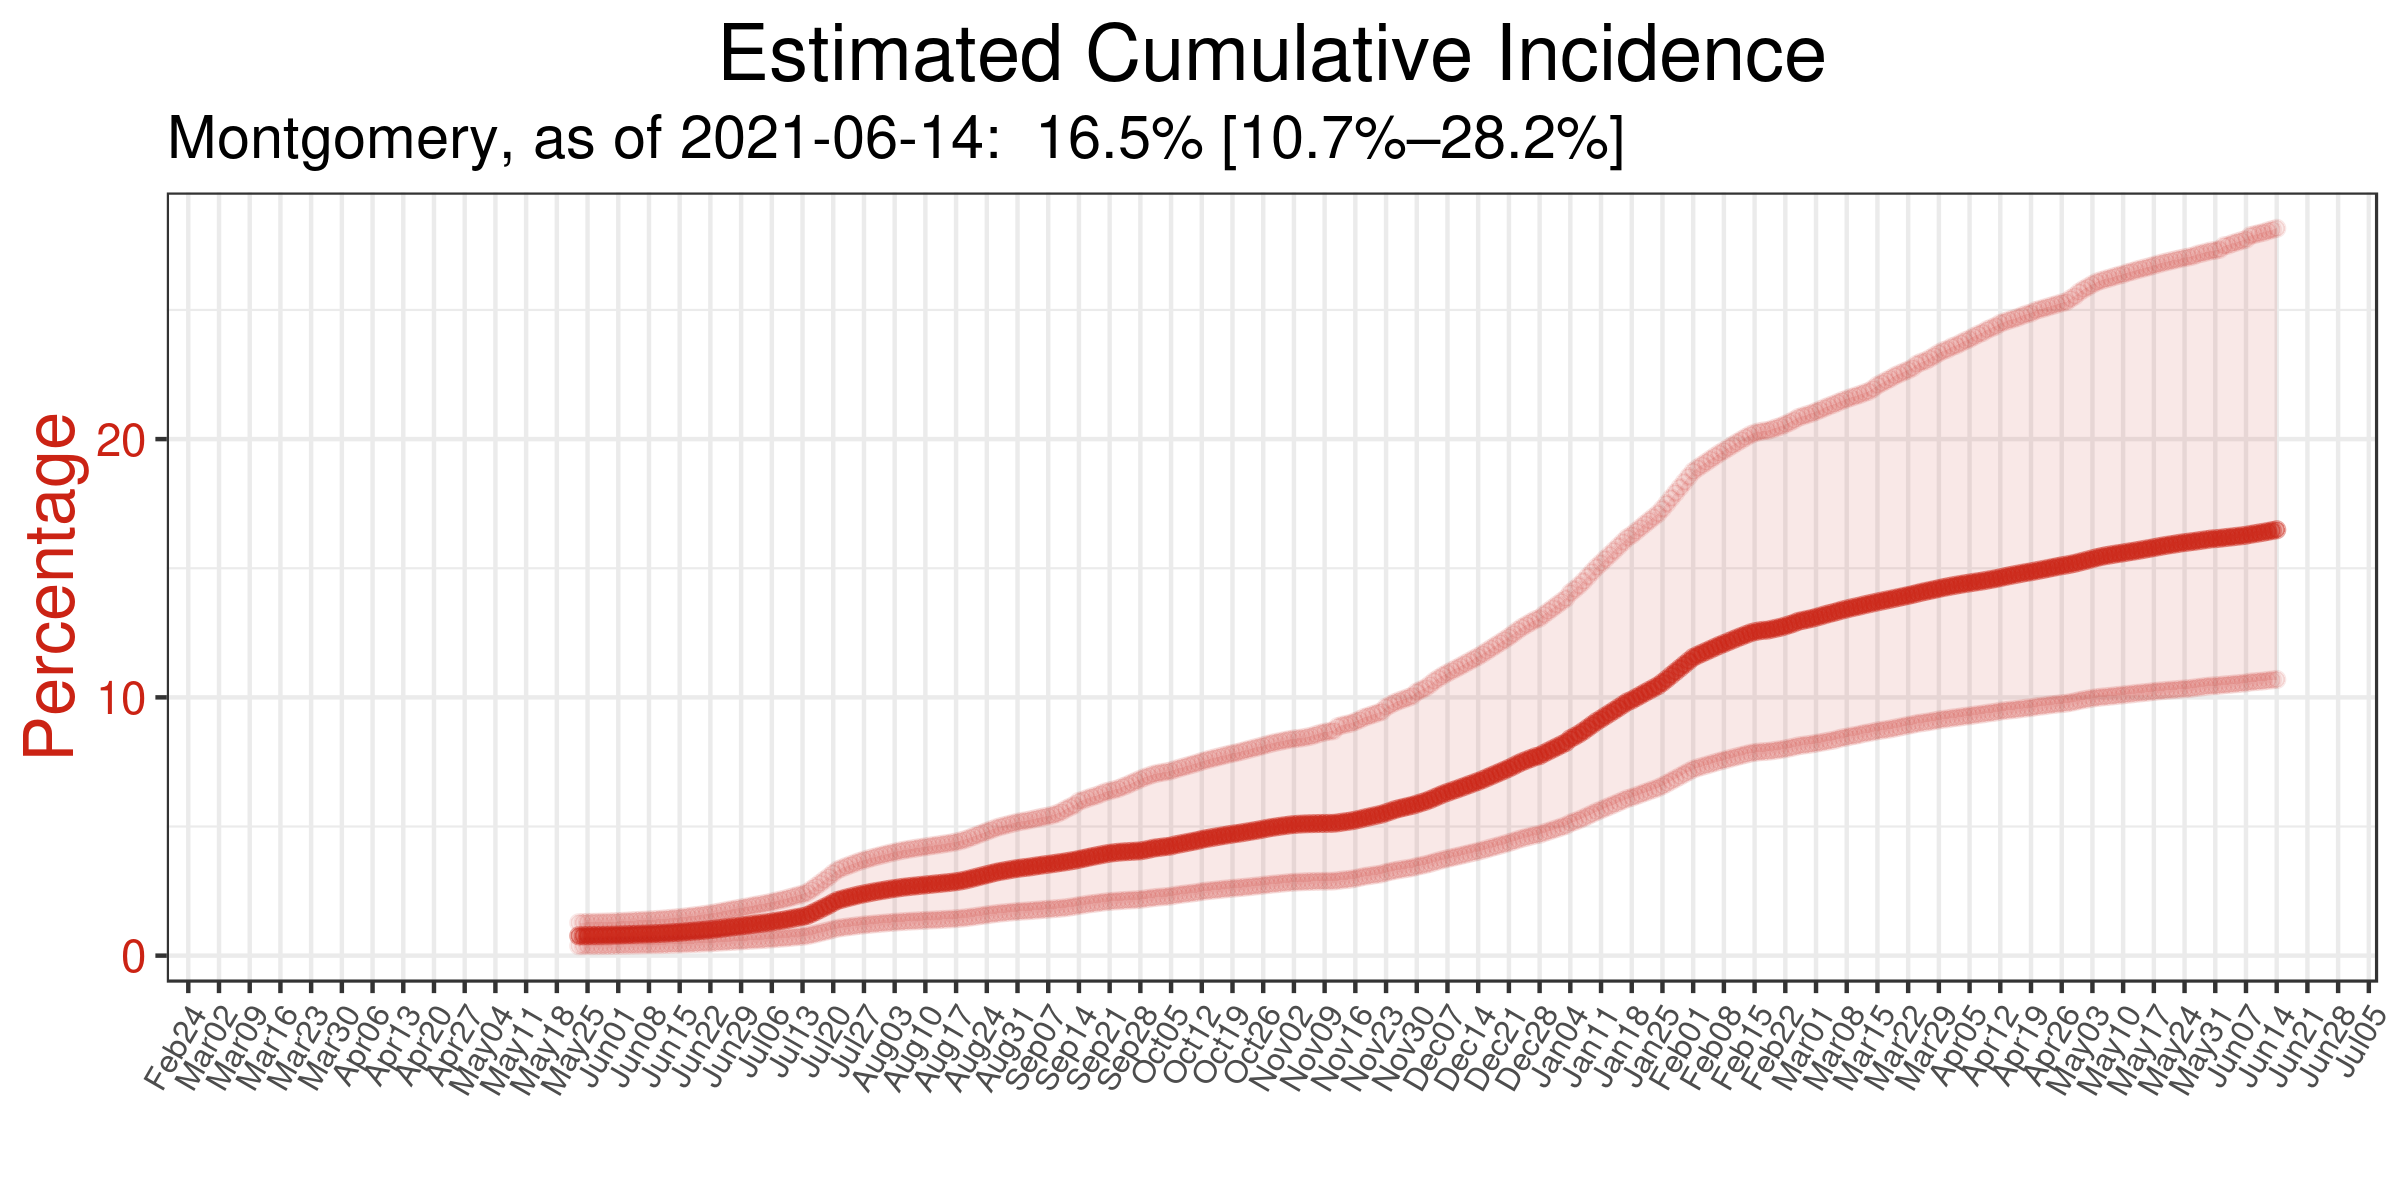 Estimated Cumulative Incidence
Montgomery, as of 2021-06-14:  16.5% [10.7%–28.2%]
Percentage
20
10
0
Feb24
Mar02
Mar09
Mar16
Mar23
Mar30
Apr06
Apr13
Apr20
Apr27
May04
May11
May18
May25
Jun01
Jun08
Jun15
Jun22
Jun29
Jul06
Jul13
Jul20
Jul27
Aug03
Aug10
Aug17
Aug24
Aug31
Sep07
Sep14
Sep21
Sep28
Oct05
Oct12
Oct19
Oct26
Nov02
Nov09
Nov16
Nov23
Nov30
Dec07
Dec14
Dec21
Dec28
Jan04
Jan11
Jan18
Jan25
Feb01
Feb08
Feb15
Feb22
Mar01
Mar08
Mar15
Mar22
Mar29
Apr05
Apr12
Apr19
Apr26
May03
May10
May17
May24
May31
Jun07
Jun14
Jun21
Jun28
Jul05